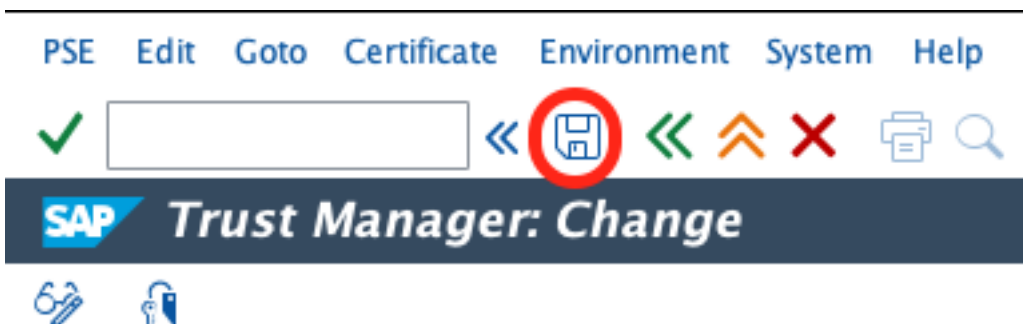 PSE Edit Goto Certificate Environment System Help
SAP Trust Manager: Change